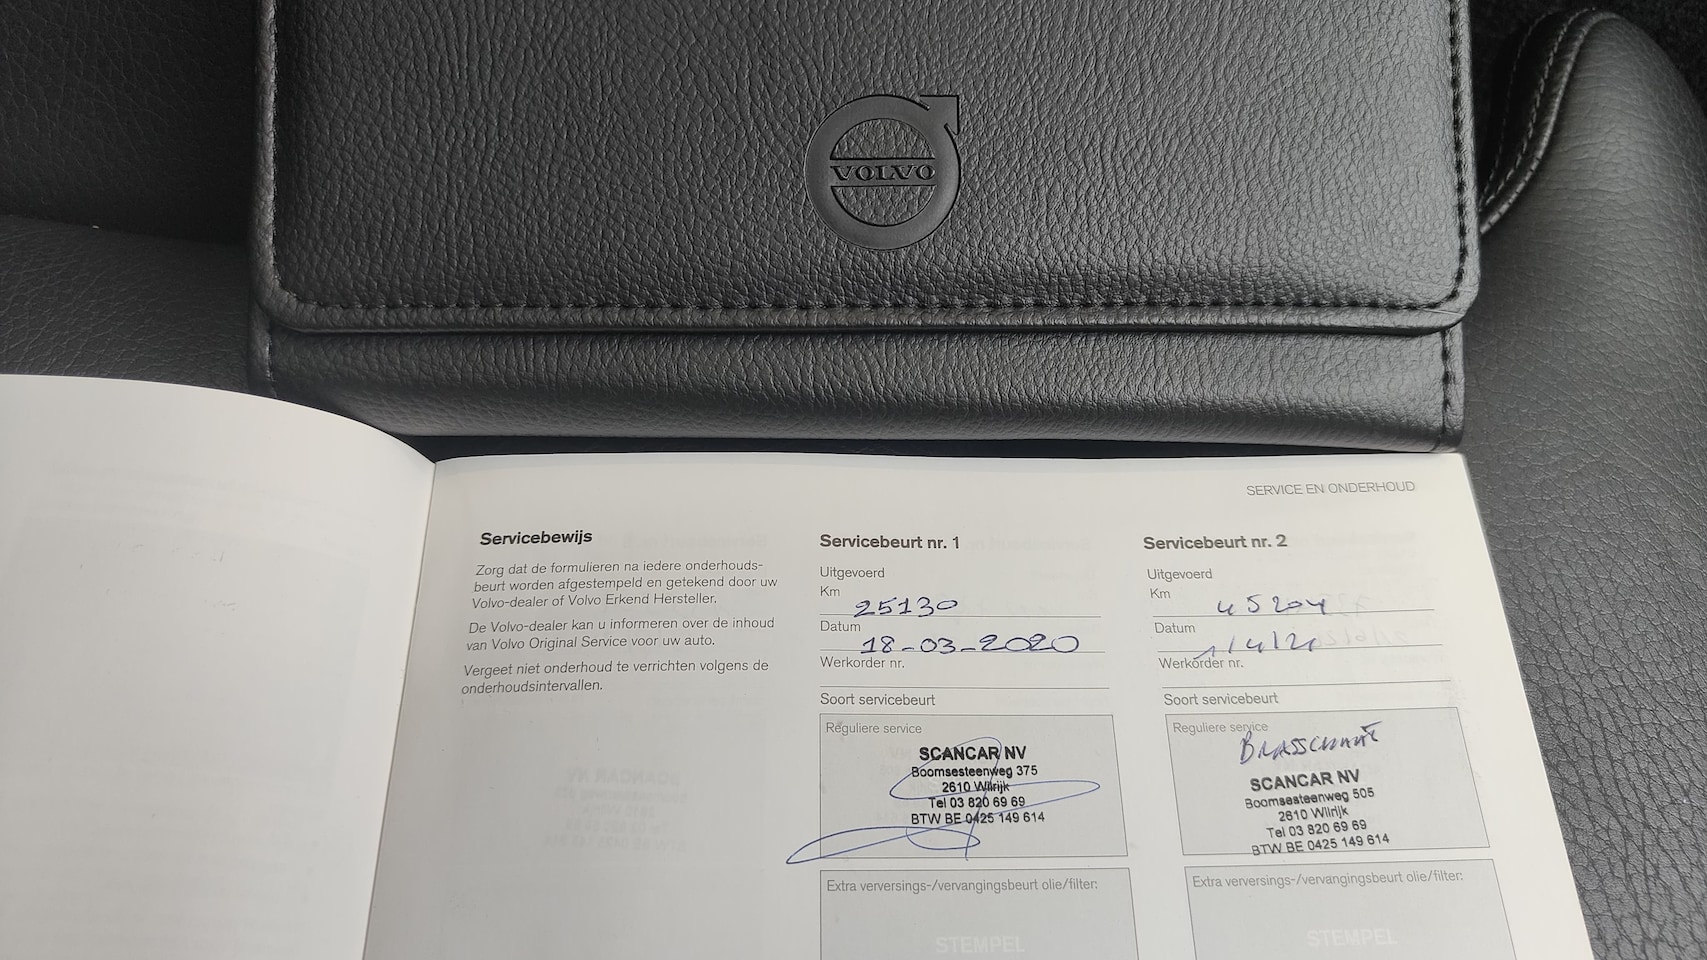 VOLVO
SERVICE EN ONDERHOUD
Servicebewijs
Zorg dat de formulieren na iedere onderhouds-
beurt worden afgestempeld en getekend door uw
Volvo-dealer of Volvo Erkend Hersteller.
De Volvo-dealer kan u informeren over de inhoud
van Volvo Original Service voor uw auto.
Vergeet niet onderhoud te verrichten volgens de
onderhoudsintervallen.
Servicebeurt nr. 1
Uitgevoerd
Km 25130
Datum 18-03-2020
Werkorder nr.
Soort servicebeurt
Reguliere service
SCANCAR NV
Boomsesteenweg 375
2610 Wilrijk
Tel 03 820 69 69
BTW BE 0425 149 614
Extra verversings-/vervangingsbeurt olie/filter:
STEMPEL
Servicebeurt nr. 2
Uitgevoerd
Km 45204
Datum 1/4/21
Werkorder nr.
Soort servicebeurt
Reguliere service
BRASSCHAAT
SCANCAR NV
Boomsesteenweg 505
2610 Wilrijk
Tel 03 820 69 69
BTW BE 0425 149 614
Extra verversings-/vervangingsbeurt olie/filter:
STEMPEL